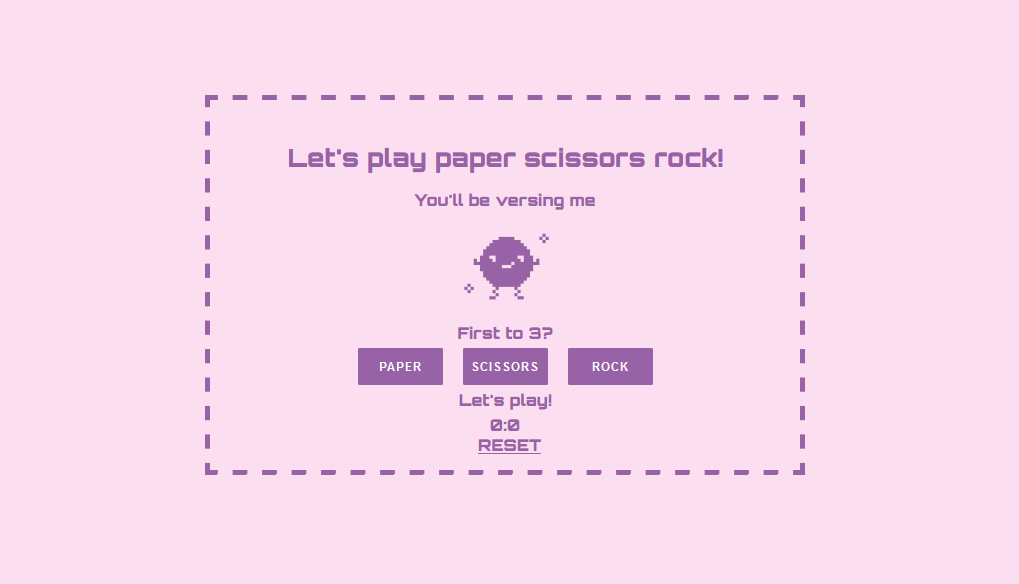 Let's play paper scissors rock!
You'll be versing me
First to 3?
PAPER SCISSORS ROCK
Let's play!
0:0
RESET